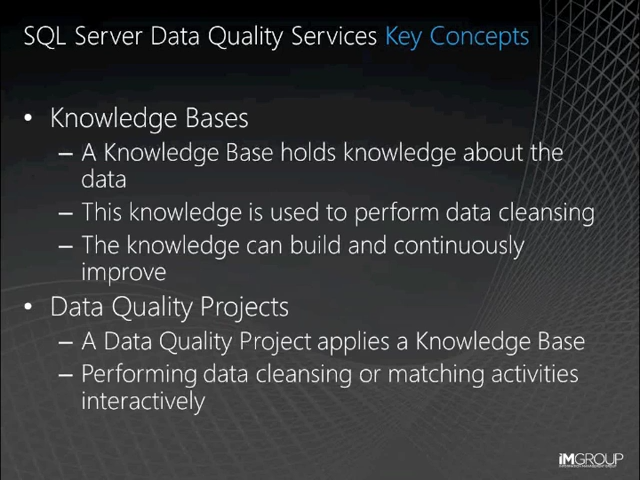 SQL Server Data Quality Services Key Concepts
• Knowledge Bases
– A Knowledge Base holds knowledge about the
data
– This knowledge is used to perform data cleansing
– The knowledge can build and continuously
improve
• Data Quality Projects
– A Data Quality Project applies a Knowledge Base
– Performing data cleansing or matching activities
interactively
iMGROUP